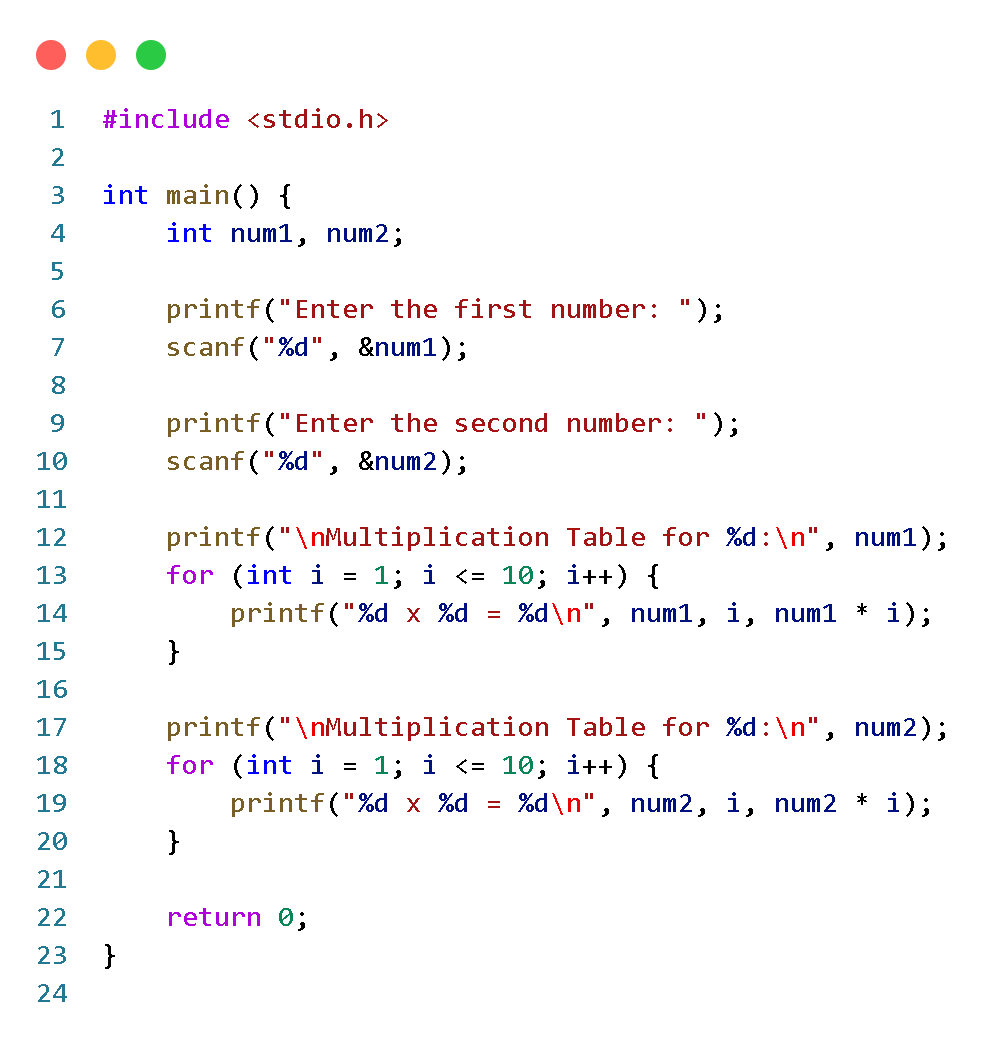 1 #include <stdio.h>
2
3 int main() {
4     int num1, num2;
5
6     printf("Enter the first number: ");
7     scanf("%d", &num1);
8
9     printf("Enter the second number: ");
10     scanf("%d", &num2);
11
12     printf("\nMultiplication Table for %d:\n", num1);
13     for (int i = 1; i <= 10; i++) {
14         printf("%d x %d = %d\n", num1, i, num1 * i);
15     }
16
17     printf("\nMultiplication Table for %d:\n", num2);
18     for (int i = 1; i <= 10; i++) {
19         printf("%d x %d = %d\n", num2, i, num2 * i);
20     }
21
22     return 0;
23 }
24